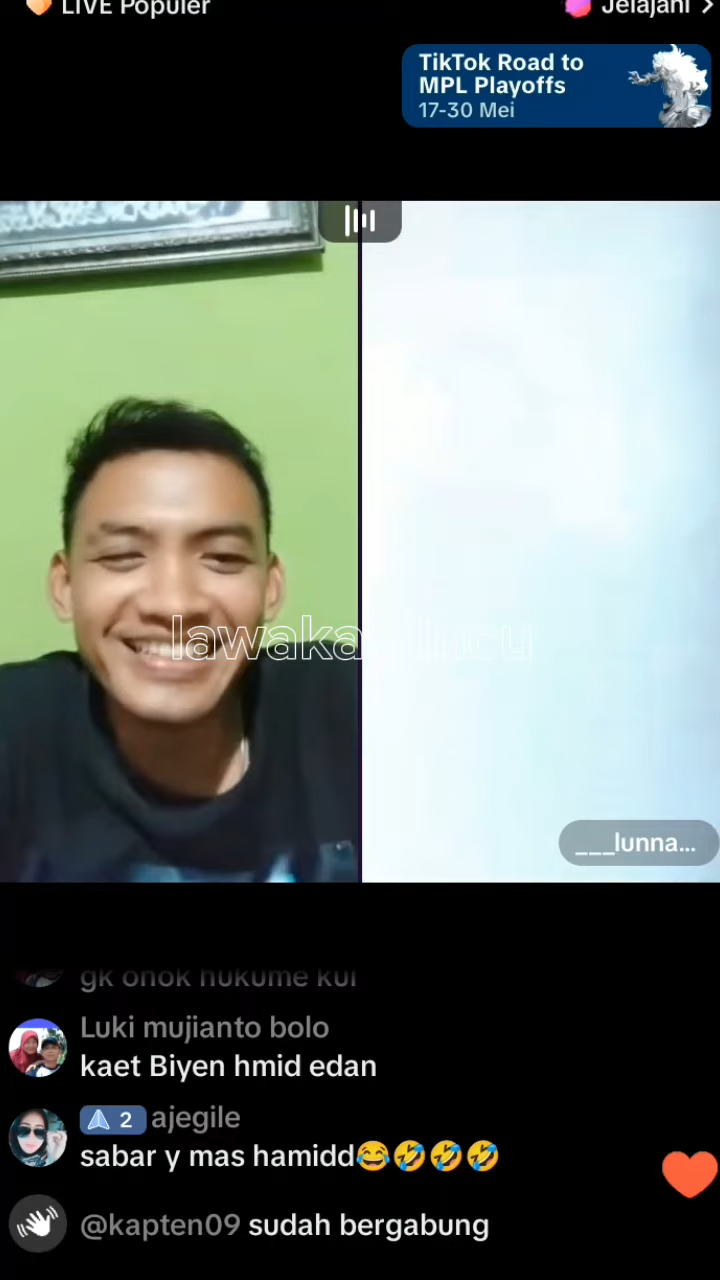 LIVE Populer
Jelajahi
TikTok Road to
MPL Playoffs
17-30 Mei
___lunna...
gk onok hukume kui
Luki mujianto bolo
kaet Biyen hmid edan
2 ajegile
sabar y mas hamidd😂🤣🤣🤣
@kapten09 sudah bergabung